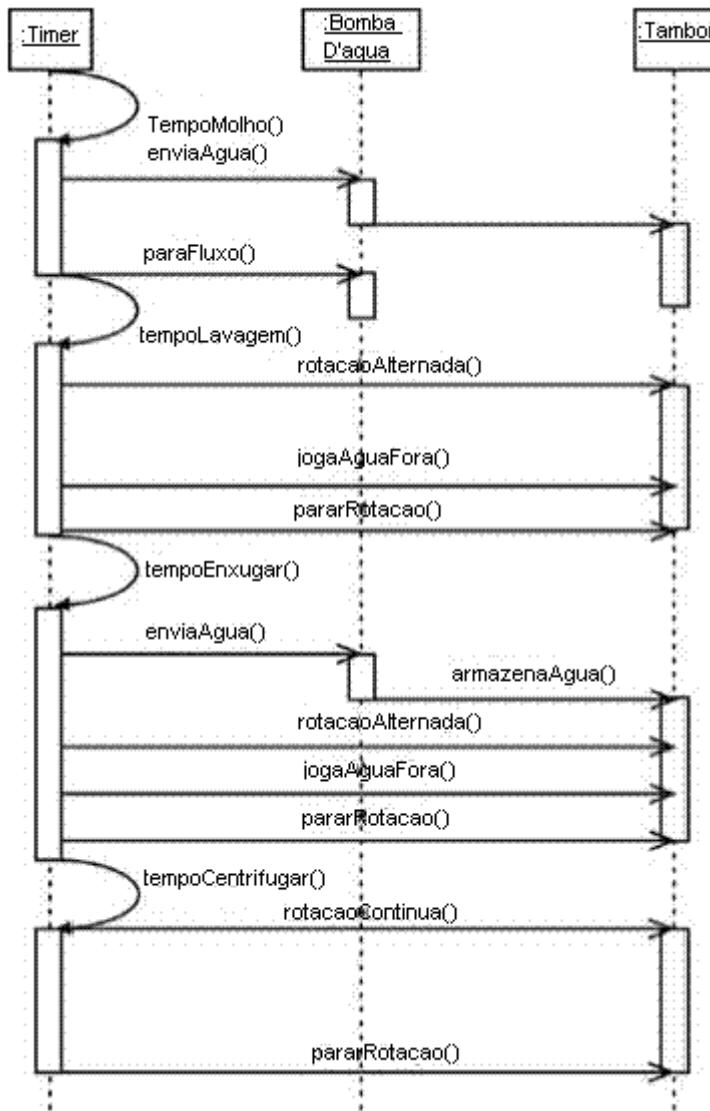 :Timer
:Bomba
D'agua
:Tambor
TempoMolho()
enviaAgua()
paraFluxo()
tempoLavagem()
rotacaoAlternada()
jogaAguaFora()
pararRotacao()
tempoEnxugar()
enviaAgua()
armazenaAgua()
rotacaoAlternada()
jogaAguaFora()
pararRotacao()
tempoCentrifugar()
rotacaoContinua()
pararRotacao()